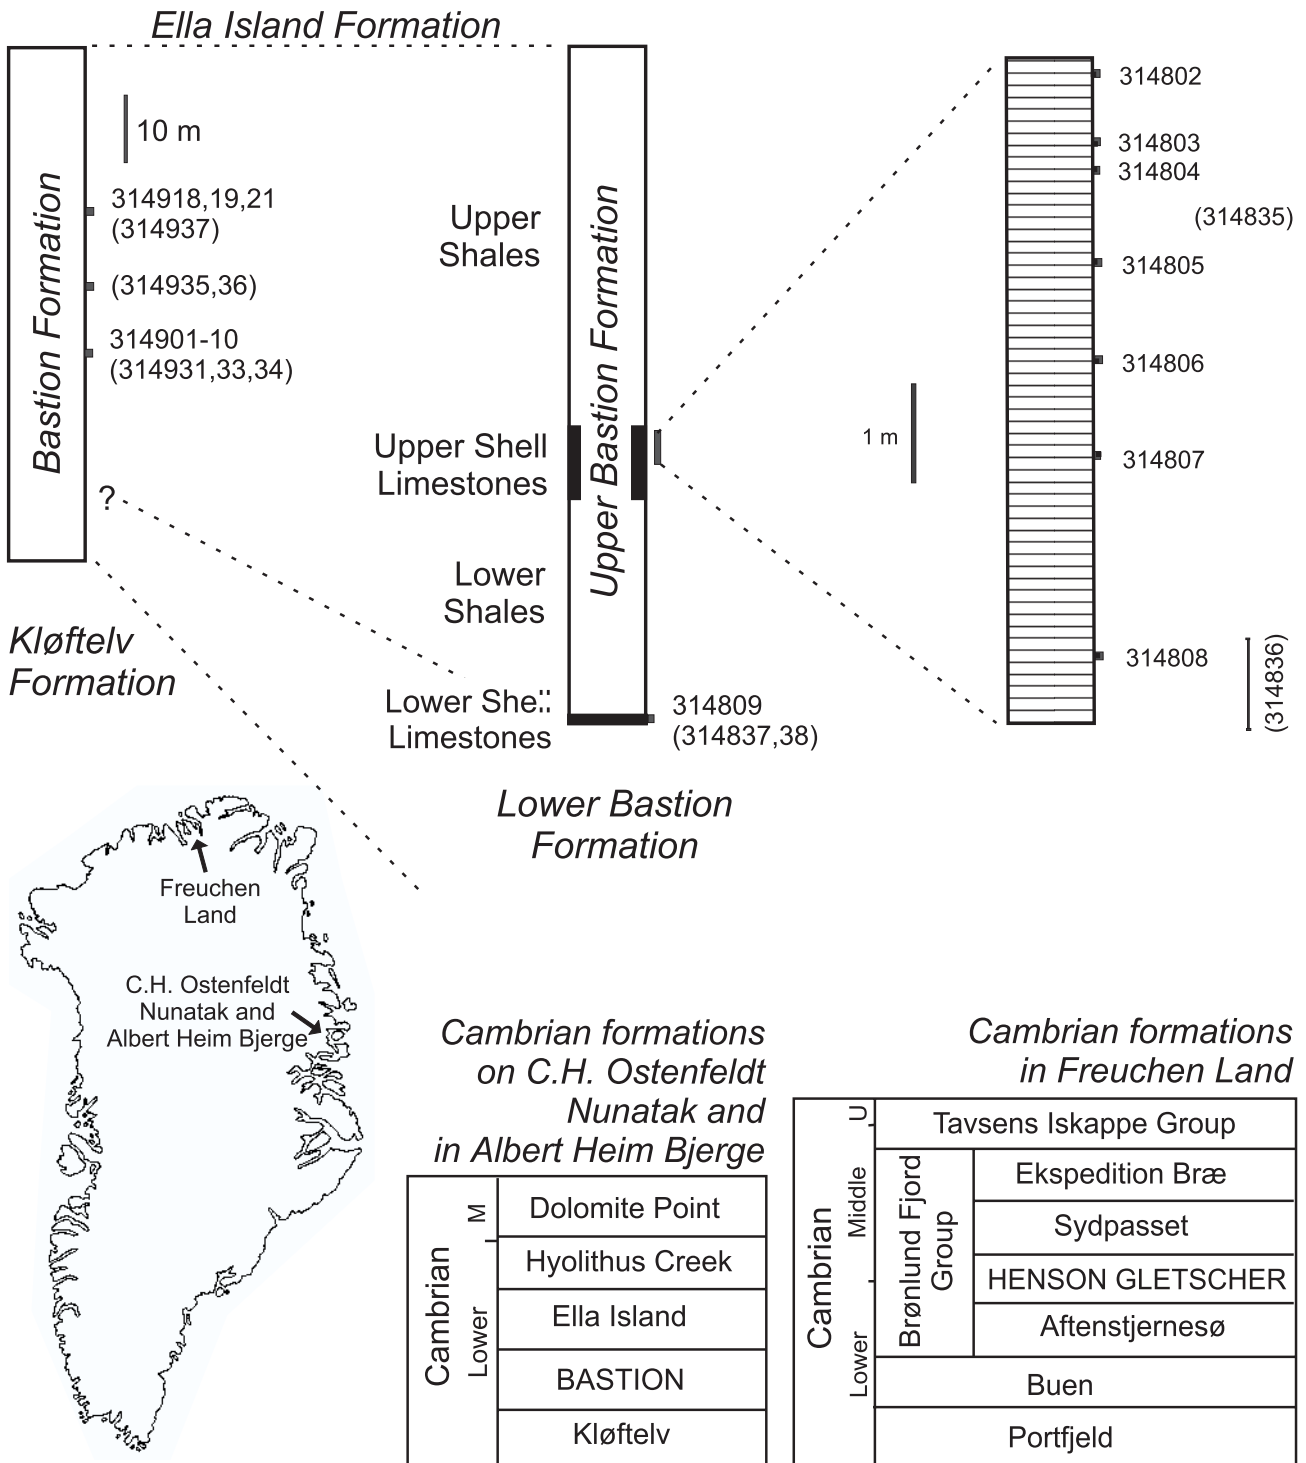 Ella Island Formation
Bastion Formation
10 m
314918,19,21
(314937)
(314935,36)
314901-10
(314931,33,34)
?
Kløftelv
Formation
Upper
Shales
Upper Shell
Limestones
Lower
Shales
Lower She
Limestones
Upper Bastion Formation
314809
(314837,38)
Lower Bastion
Formation
314802
314803
314804
(314835)
314805
314806
1 m
314807
314808
(314836)
Freuchen
Land
C.H. Ostenfeldt
Nunatak and
Albert Heim Bjerge
Cambrian formations
on C.H. Ostenfeldt
Nunatak and
in Albert Heim Bjerge
Cambrian
M
Lower
Dolomite Point
Hyolithus Creek
Ella Island
BASTION
Kløftelv
Cambrian formations
in Freuchen Land
Cambrian
U
Middle
Lower
Tavsens Iskappe Group
Brønlund Fjord
Group
Ekspedition Bræ
Sydpasset
HENSON GLETSCHER
Aftenstjernesø
Buen
Portfjeld